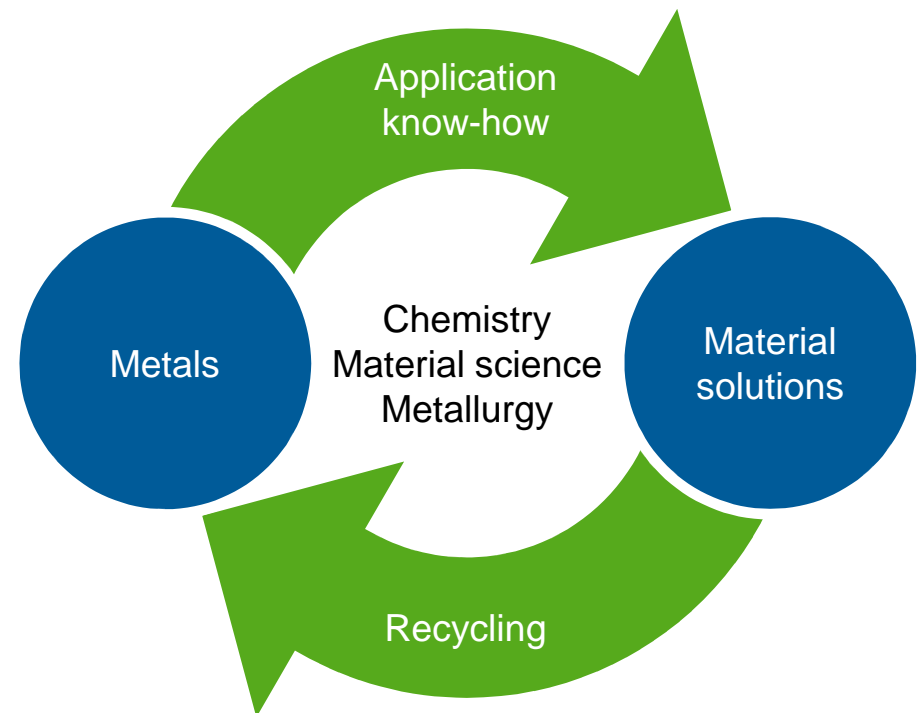 Application
know-how
Metals
Chemistry
Material science
Metallurgy
Material
solutions
Recycling